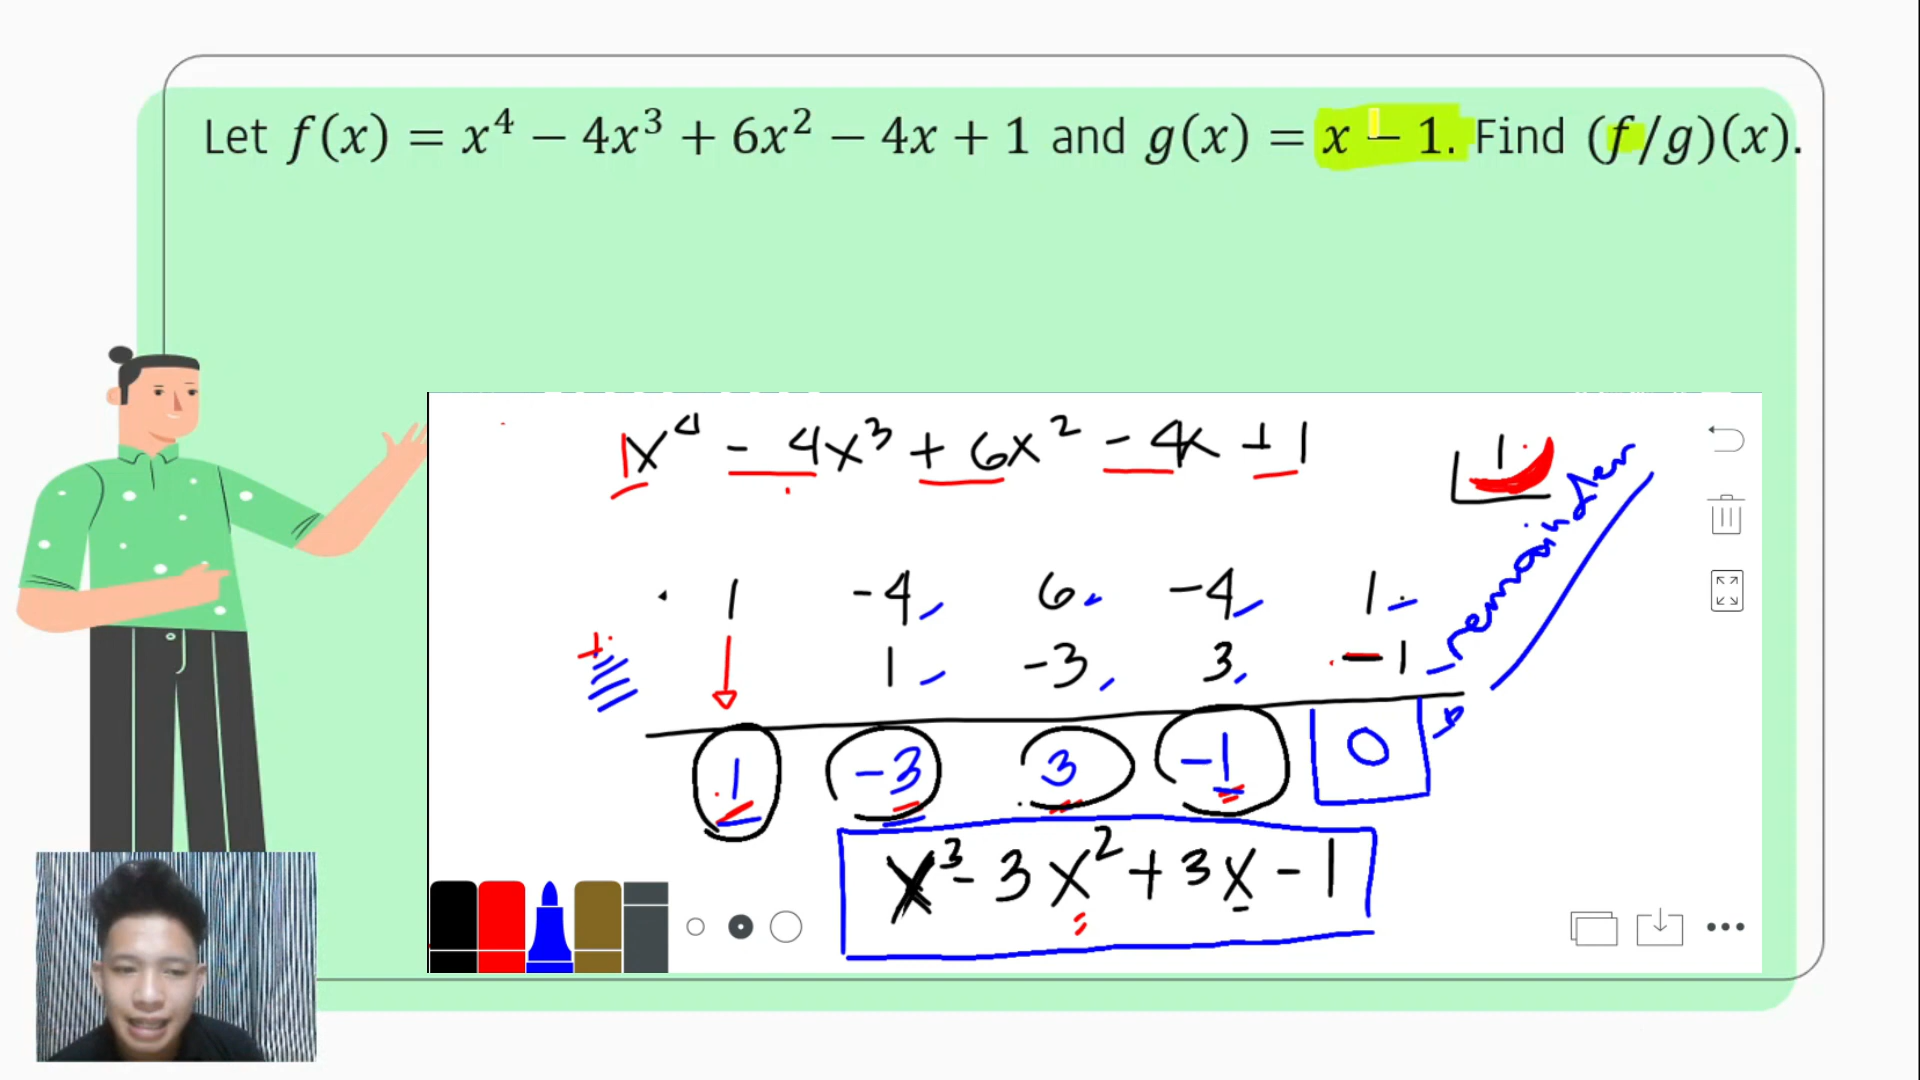 Let f(x) = x⁴ − 4x³ + 6x² − 4x + 1 and g(x) = x − 1. Find (f/g)(x).
1x⁴ - 4x³ + 6x² - 4x + 1
1
remainder
1 -4 6 -4 1
+ 1 -3 3 -1
1 -3 3 -1 0
x³ - 3x² + 3x - 1